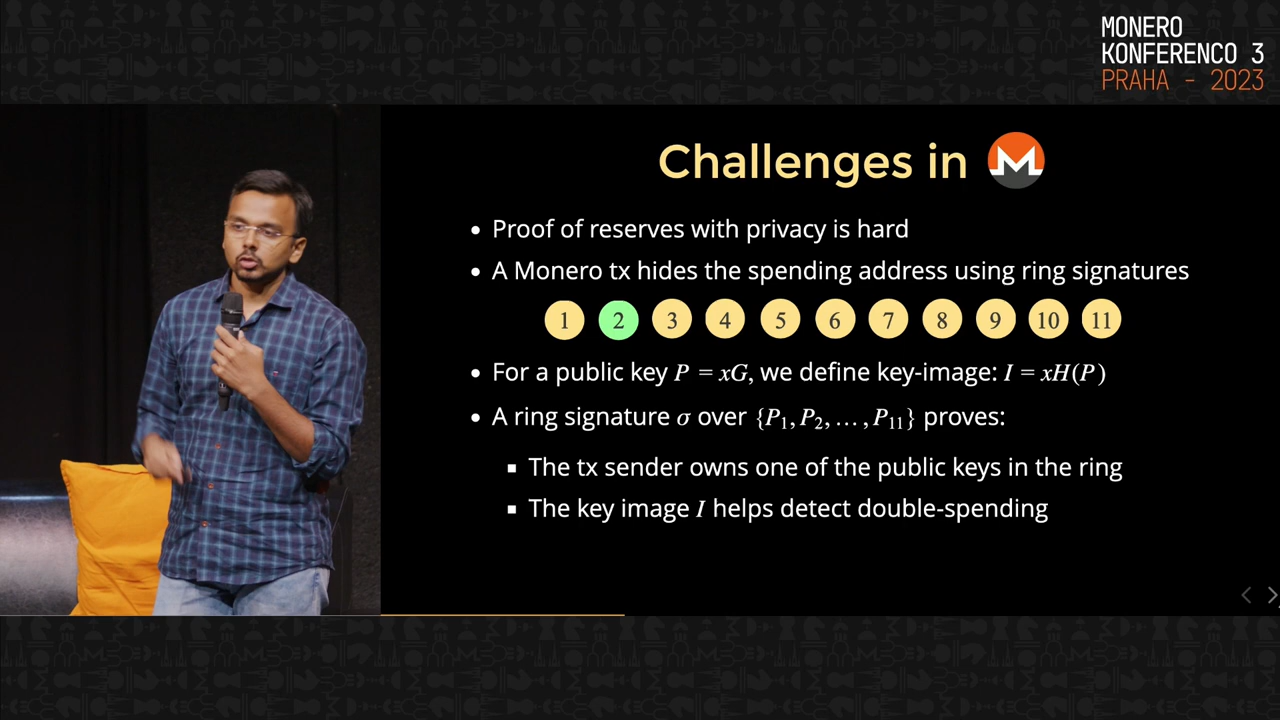 MONERO
KONFERENCO 3
PRAHA - 2023
Challenges in
• Proof of reserves with privacy is hard
• A Monero tx hides the spending address using ring signatures
1 2 3 4 5 6 7 8 9 10 11
• For a public key P = xG, we define key-image: I = xH(P)
• A ring signature σ over {P₁, P₂, … , P₁₁} proves:
▪ The tx sender owns one of the public keys in the ring
▪ The key image I helps detect double-spending